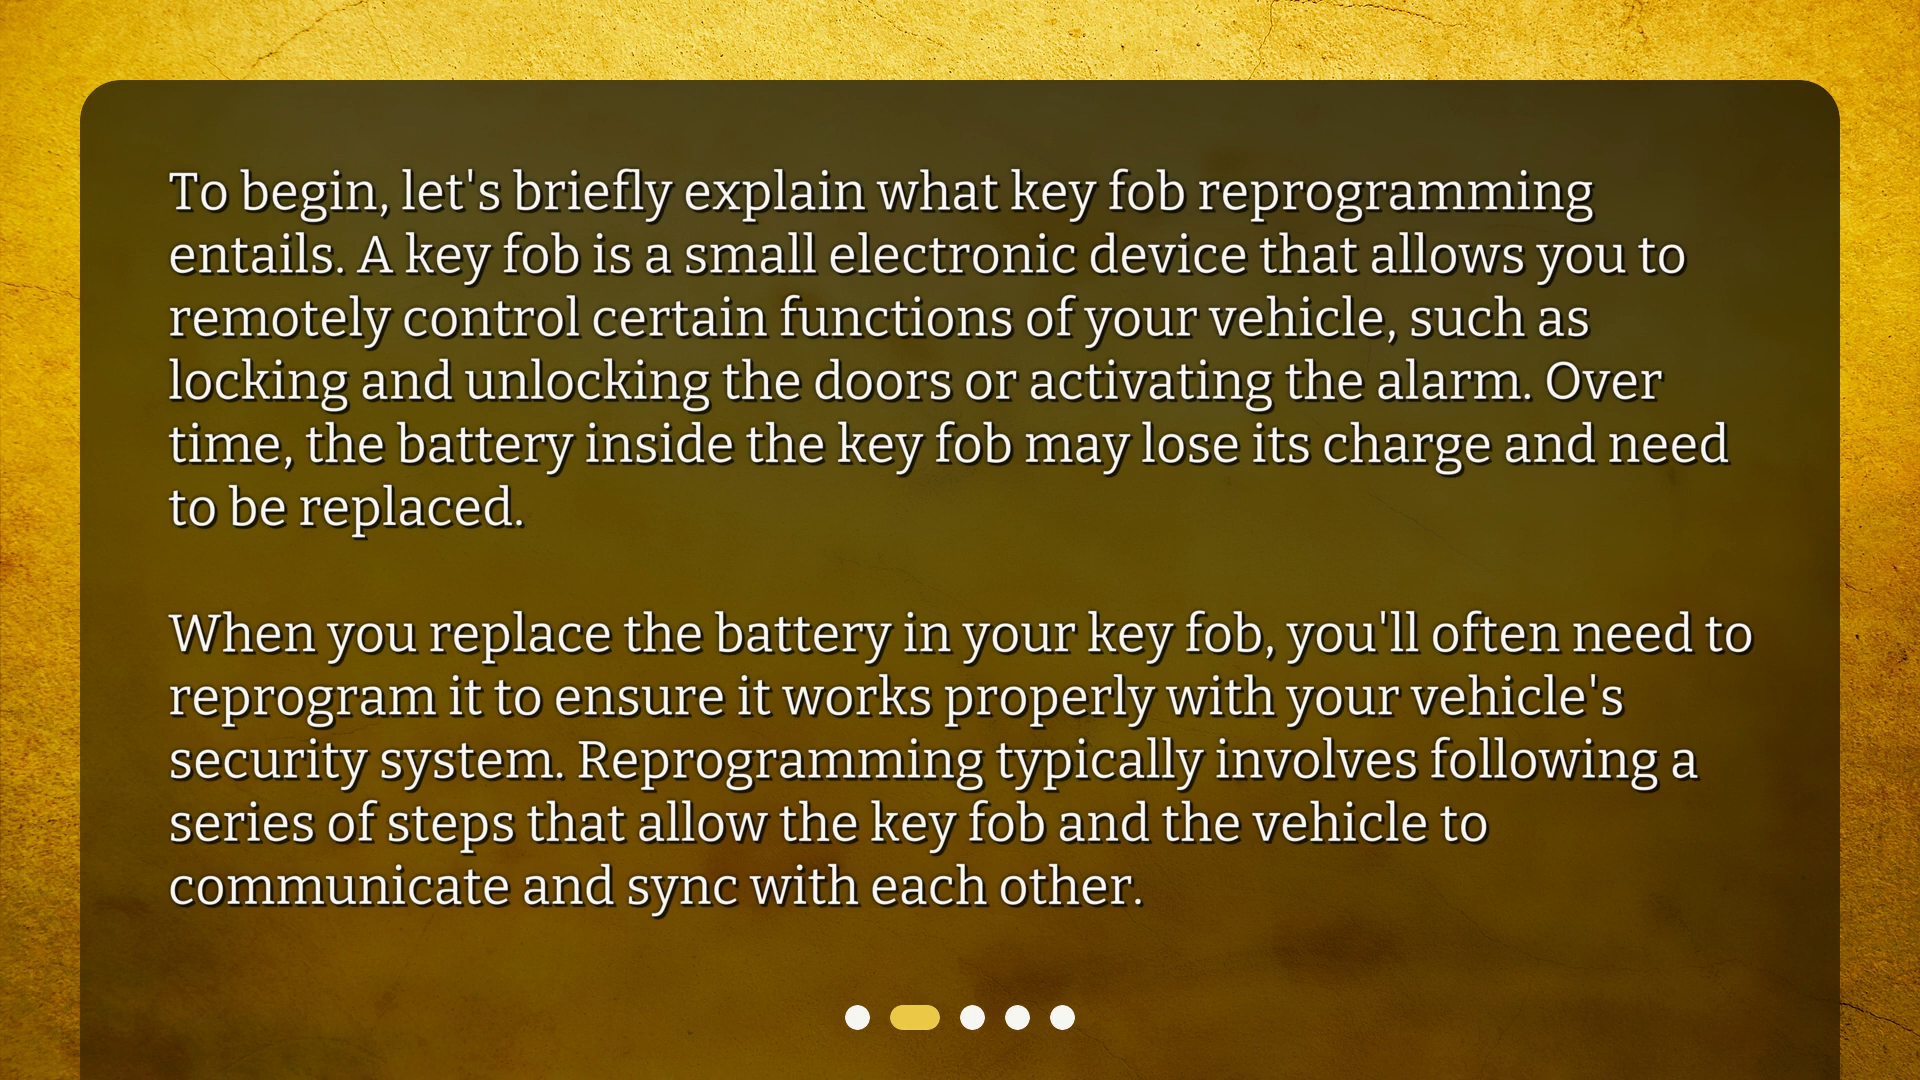 To begin, let's briefly explain what key fob reprogramming
entails. A key fob is a small electronic device that allows you to
remotely control certain functions of your vehicle, such as
locking and unlocking the doors or activating the alarm. Over
time, the battery inside the key fob may lose its charge and need
to be replaced.
When you replace the battery in your key fob, you'll often need to
reprogram it to ensure it works properly with your vehicle's
security system. Reprogramming typically involves following a
series of steps that allow the key fob and the vehicle to
communicate and sync with each other.